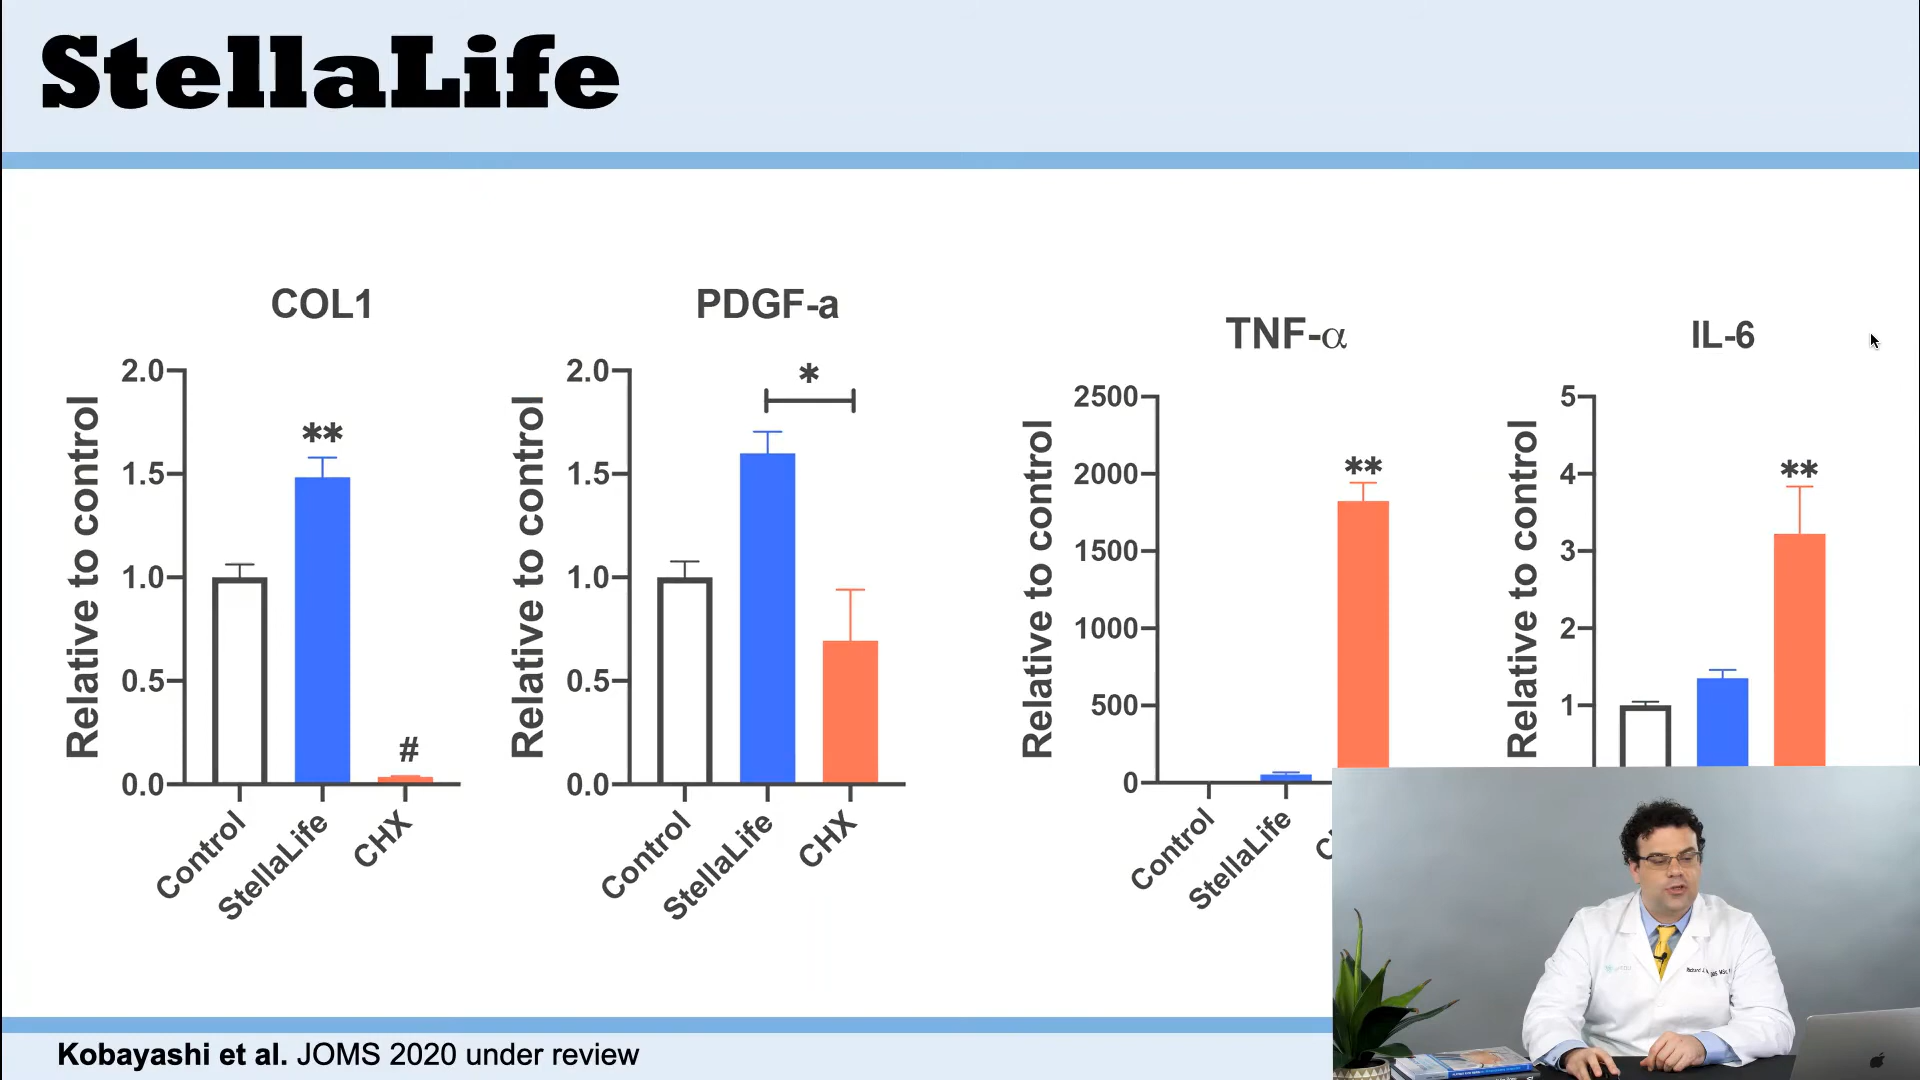 StellaLife
COL1
2.0
1.5
1.0
0.5
0.0
Relative to control
**
#
Control
StellaLife
CHX
PDGF-a
2.0
1.5
1.0
0.5
0.0
Relative to control
*
Control
StellaLife
CHX
TNF-α
2500
2000
1500
1000
500
0
Relative to control
**
Control
StellaLife
IL-6
5
4
3
2
1
Relative to control
**
Kobayashi et al. JOMS 2020 under review